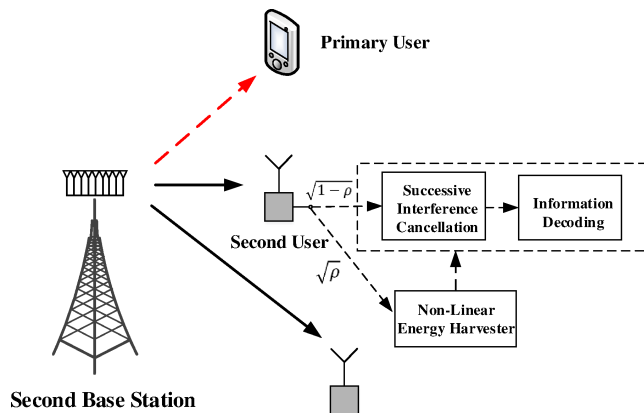 Primary User
√1−ρ
Successive
Interference
Cancellation
Information
Decoding
Second User
√ρ
Non-Linear
Energy Harvester
Second Base Station